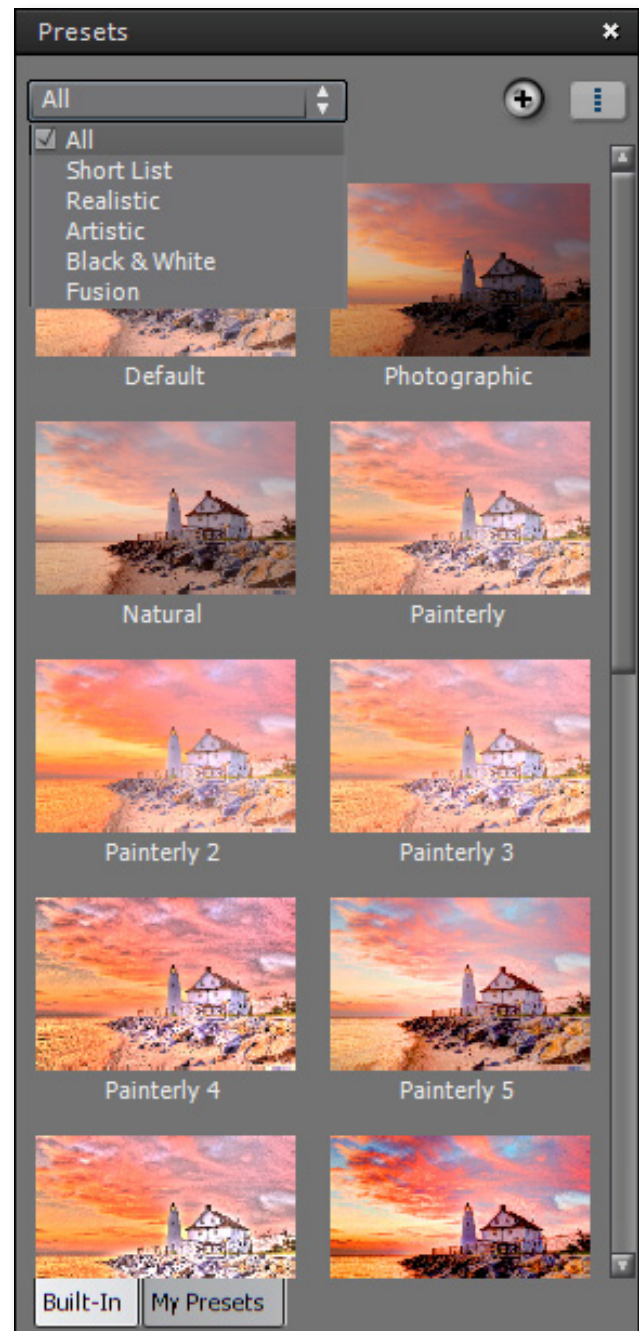 Presets
All
All
Short List
Realistic
Artistic
Black & White
Fusion
Default
Photographic
Natural
Painterly
Painterly 2
Painterly 3
Painterly 4
Painterly 5
Built-In
My Presets